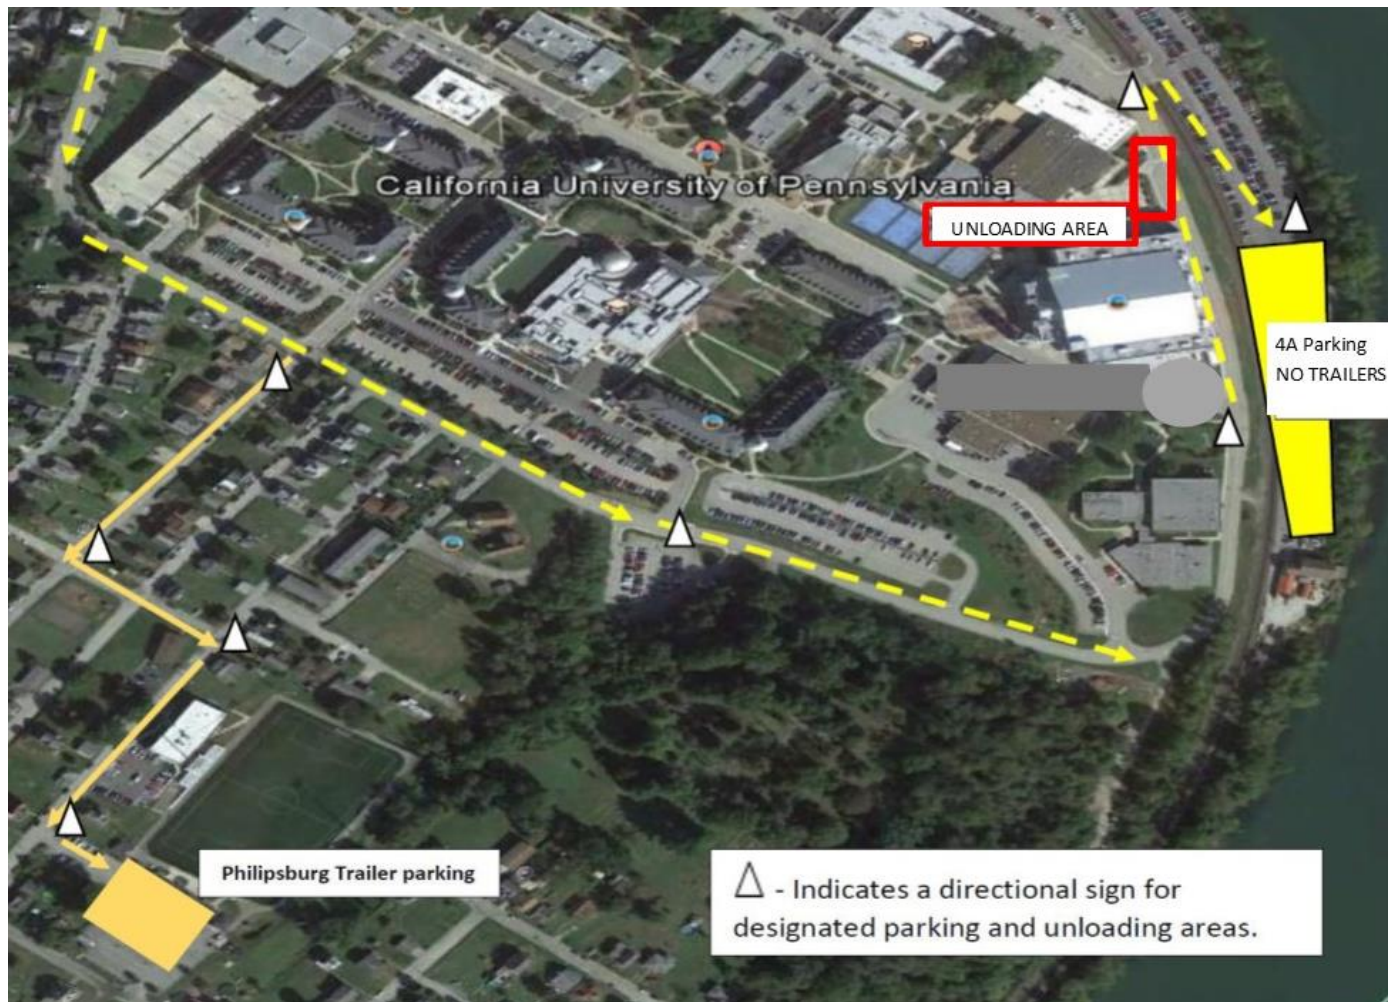 California University of Pennsylvania
UNLOADING AREA
4A Parking
NO TRAILERS
Philipsburg Trailer parking
- Indicates a directional sign for
designated parking and unloading areas.